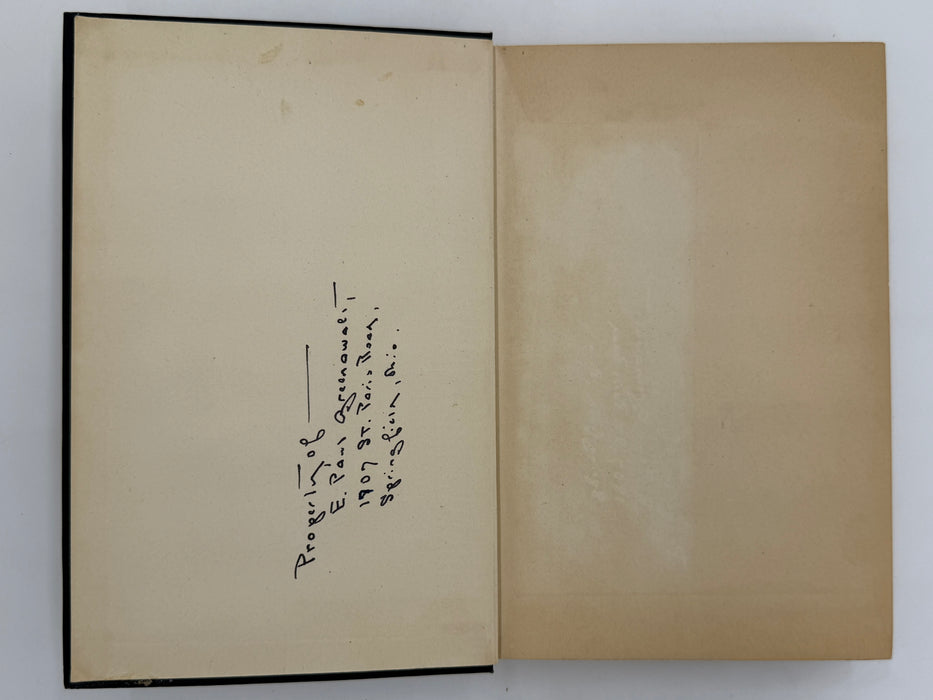 Property of —
E. Paul Greenawalt,
1907 St. Paris Road,
Springfield, Ohio.